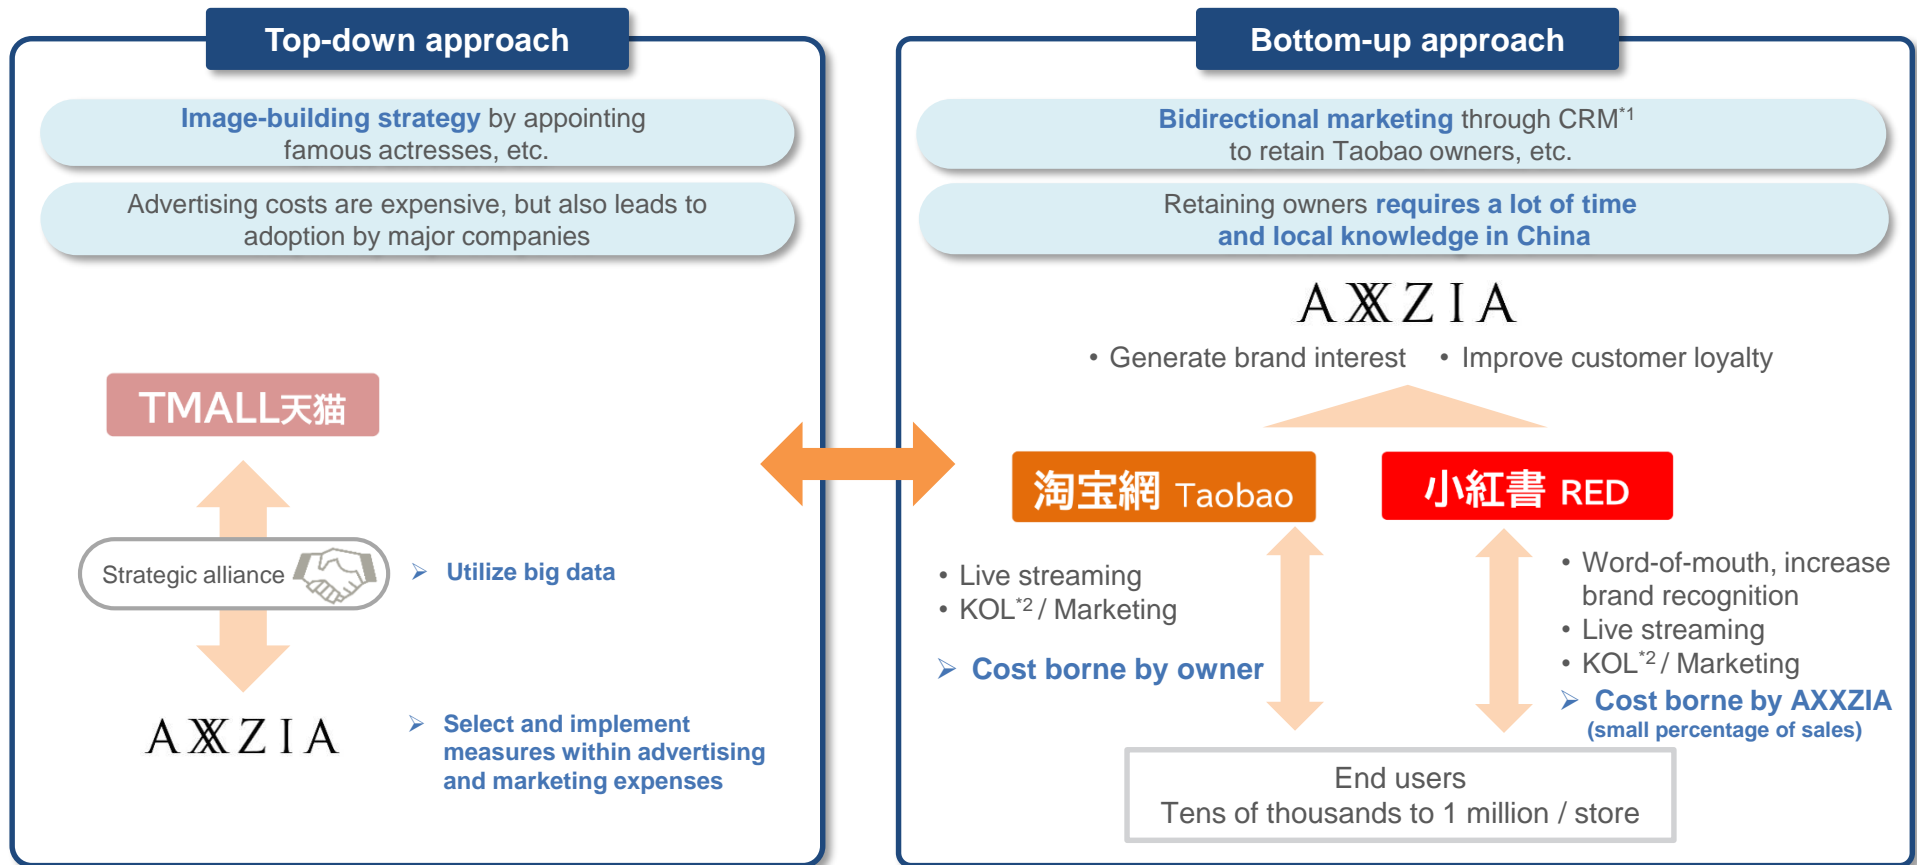 Top-down approach
Image-building strategy by appointing
famous actresses, etc.
Advertising costs are expensive, but also leads to
adoption by major companies
TMALL天猫
Strategic alliance
➢ Utilize big data
AXXZIA
➢ Select and implement
measures within advertising
and marketing expenses
Bottom-up approach
Bidirectional marketing through CRM*1
to retain Taobao owners, etc.
Retaining owners requires a lot of time
and local knowledge in China
AXXZIA
• Generate brand interest • Improve customer loyalty
淘宝網 Taobao
• Live streaming
• KOL*2 / Marketing
➢ Cost borne by owner
小紅書 RED
• Word-of-mouth, increase
brand recognition
• Live streaming
• KOL*2 / Marketing
➢ Cost borne by AXXZIA
(small percentage of sales)
End users
Tens of thousands to 1 million / store